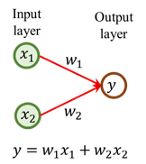 Input Output
layer layer
x₁
w₁
y
w₂
x₂
y = w₁x₁ + w₂x₂